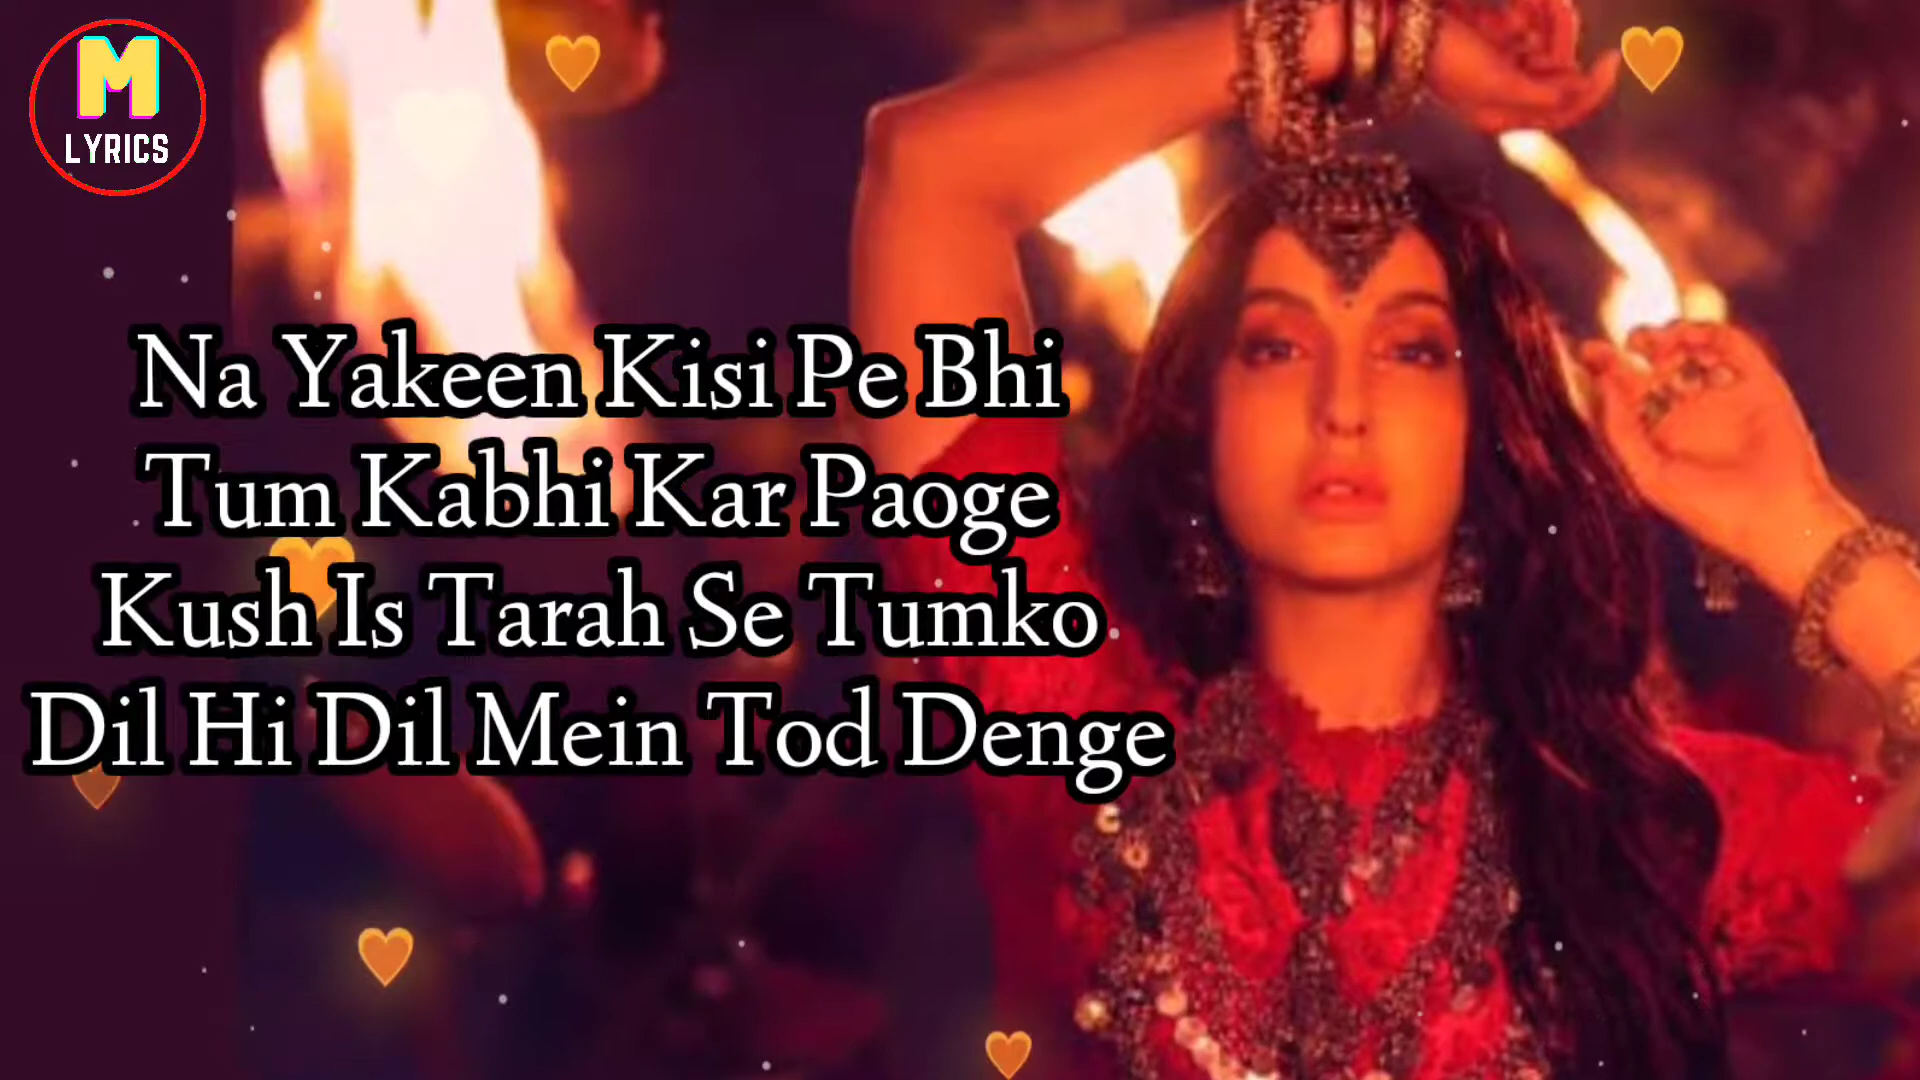 M
LYRICS
Na Yakeen Kisi Pe Bhi
Tum Kabhi Kar Paoge
Kush Is Tarah Se Tumko
Dil Hi Dil Mein Tod Denge